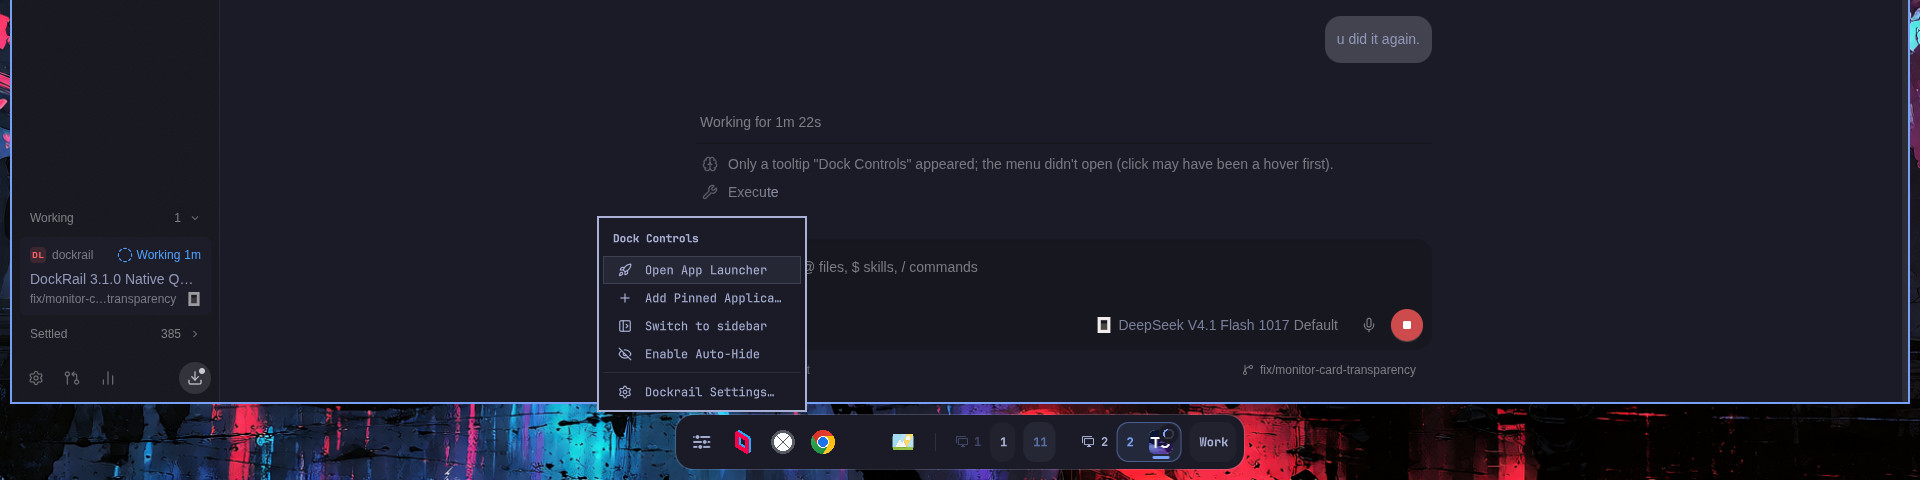 u did it again.
Working for 1m 22s
Only a tooltip "Dock Controls" appeared; the menu didn't open (click may have been a hover first).
Execute
Working 1
DL dockrail Working 1m
DockRail 3.1.0 Native Q…
fix/monitor-c…transparency
Settled 385
Dock Controls
Open App Launcher
Add Pinned Applica…
Switch to sidebar
Enable Auto-Hide
Dockrail Settings…
@ files, $ skills, / commands
DeepSeek V4.1 Flash 1017 Default
fix/monitor-card-transparency
1 1 11 2 2 Work